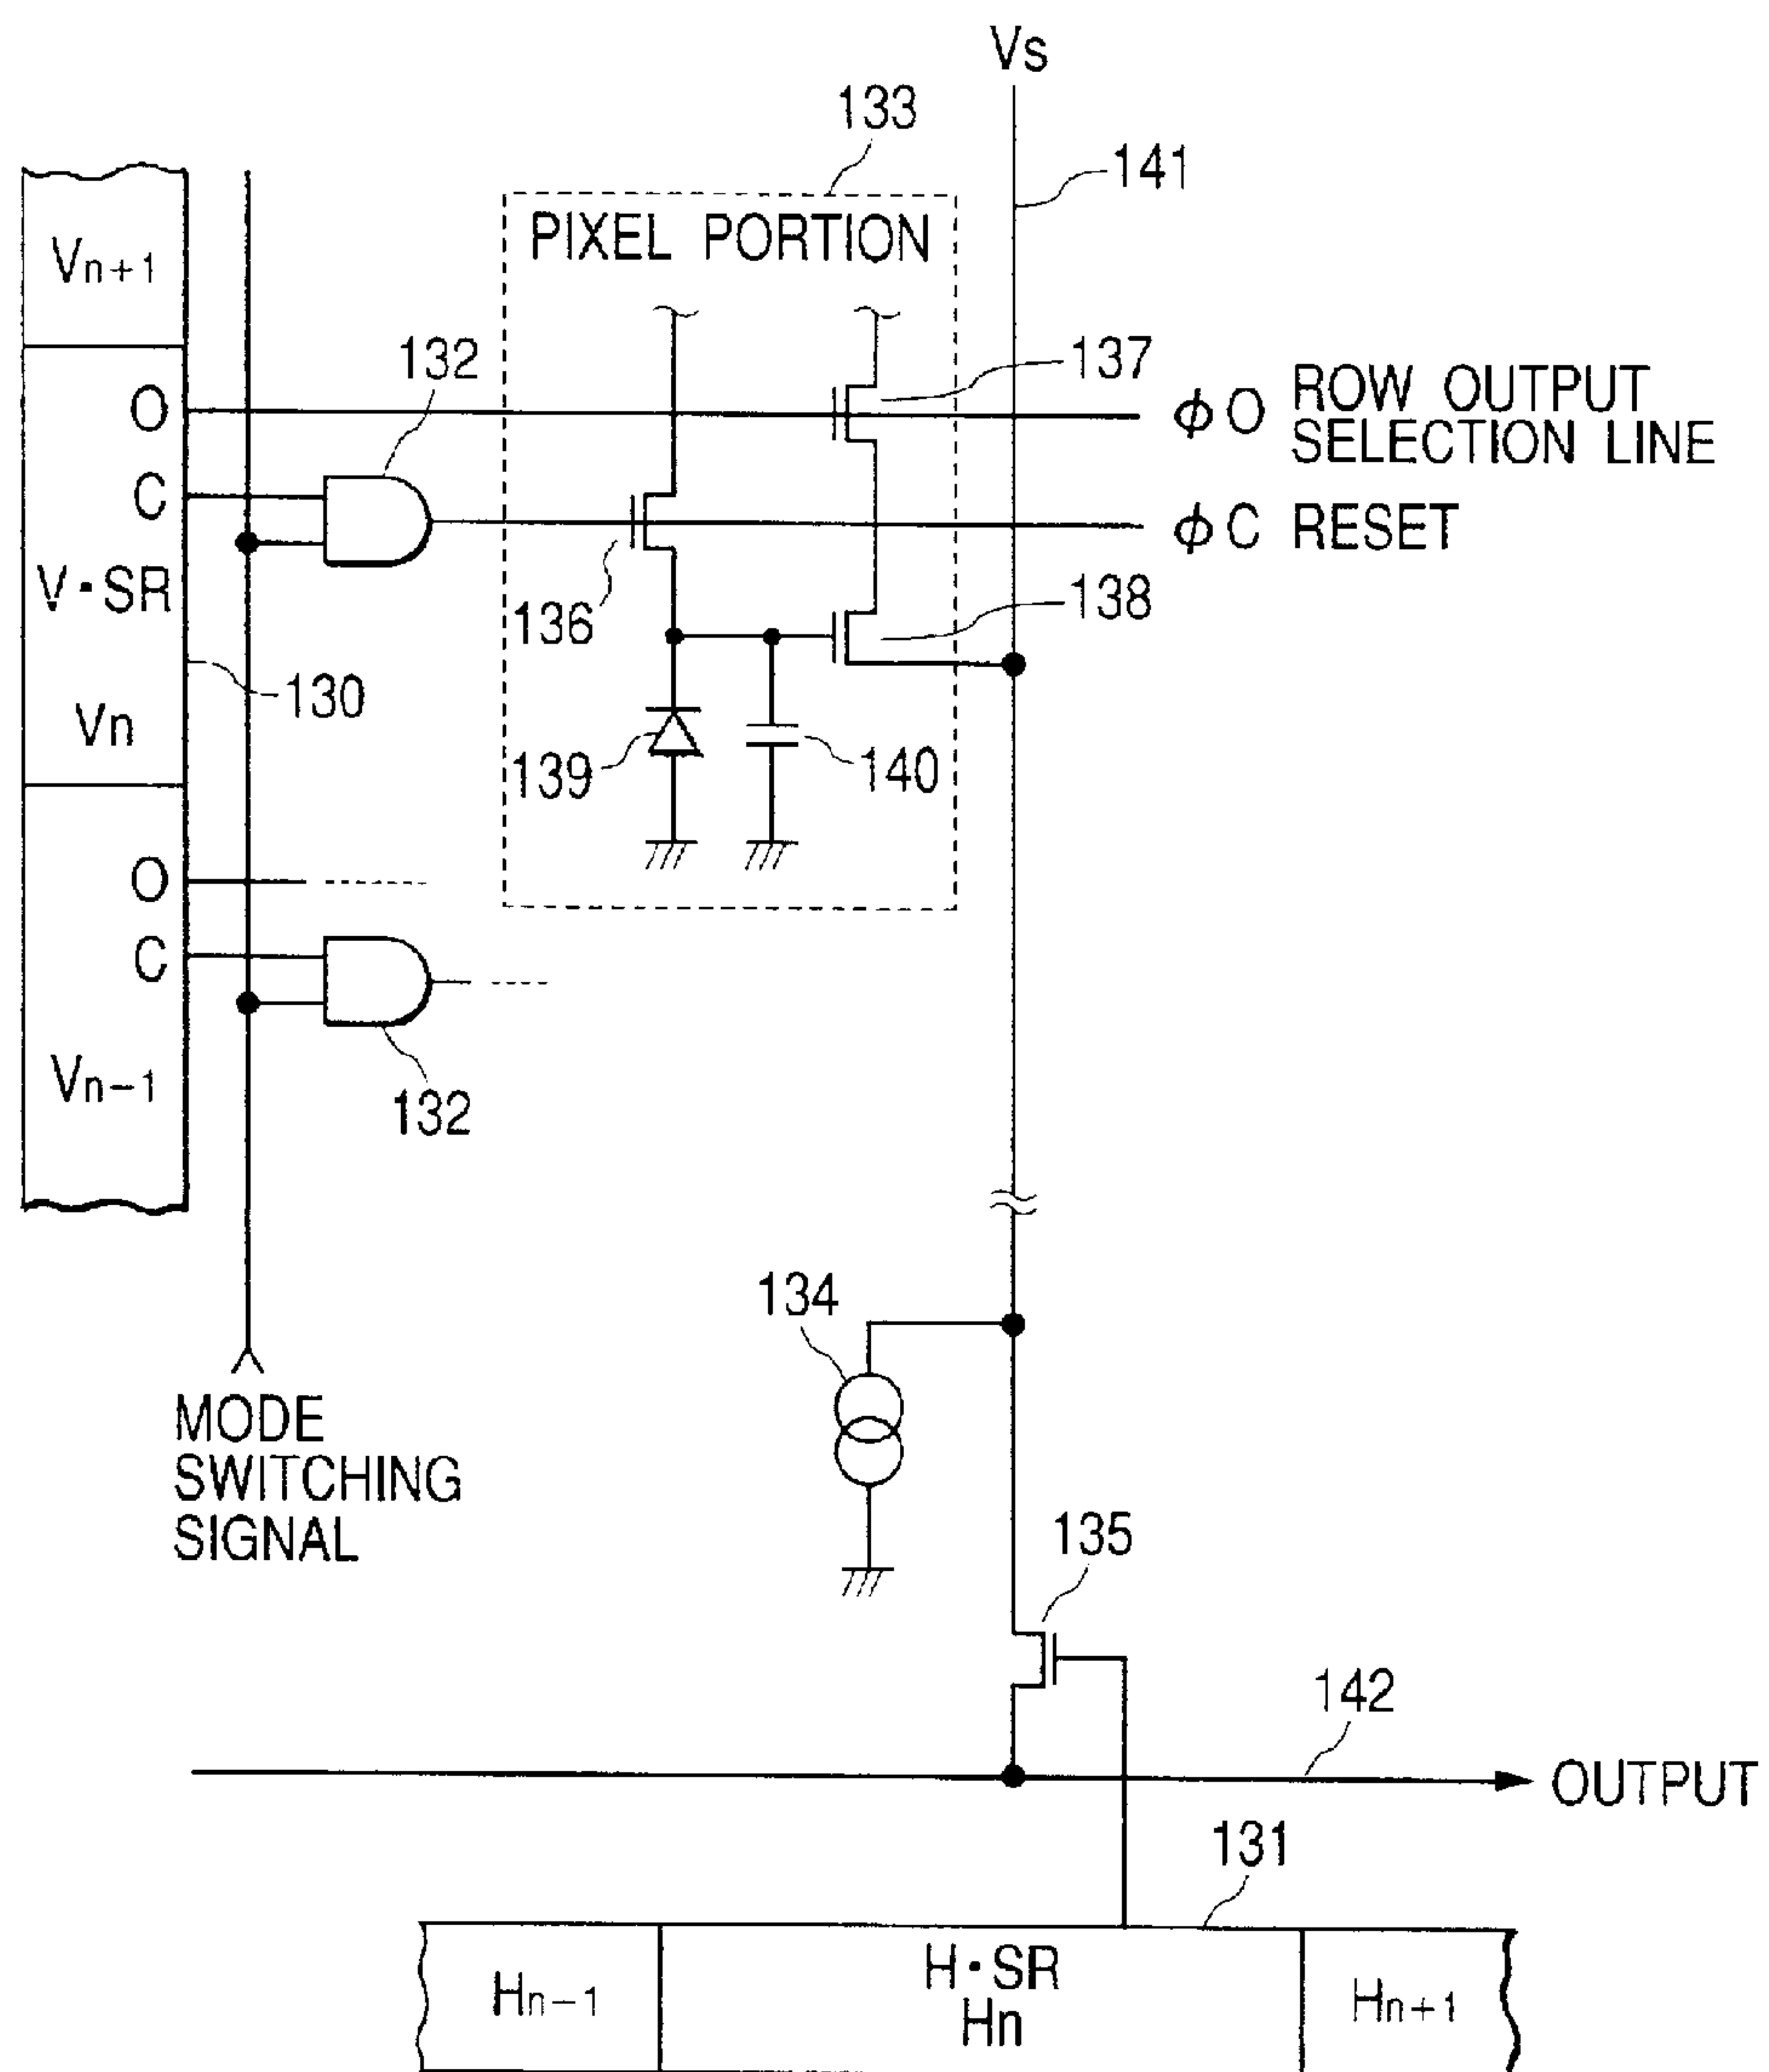 Vs
133
141
PIXEL PORTION
Vn+1
132
137
O
ϕO ROW OUTPUT
SELECTION LINE
C
ϕC RESET
V·SR
136
138
130
Vn
139
140
O
C
Vn-1
132
134
MODE
SWITCHING
SIGNAL
135
142
OUTPUT
131
Hn-1
H·SR
Hn
Hn+1